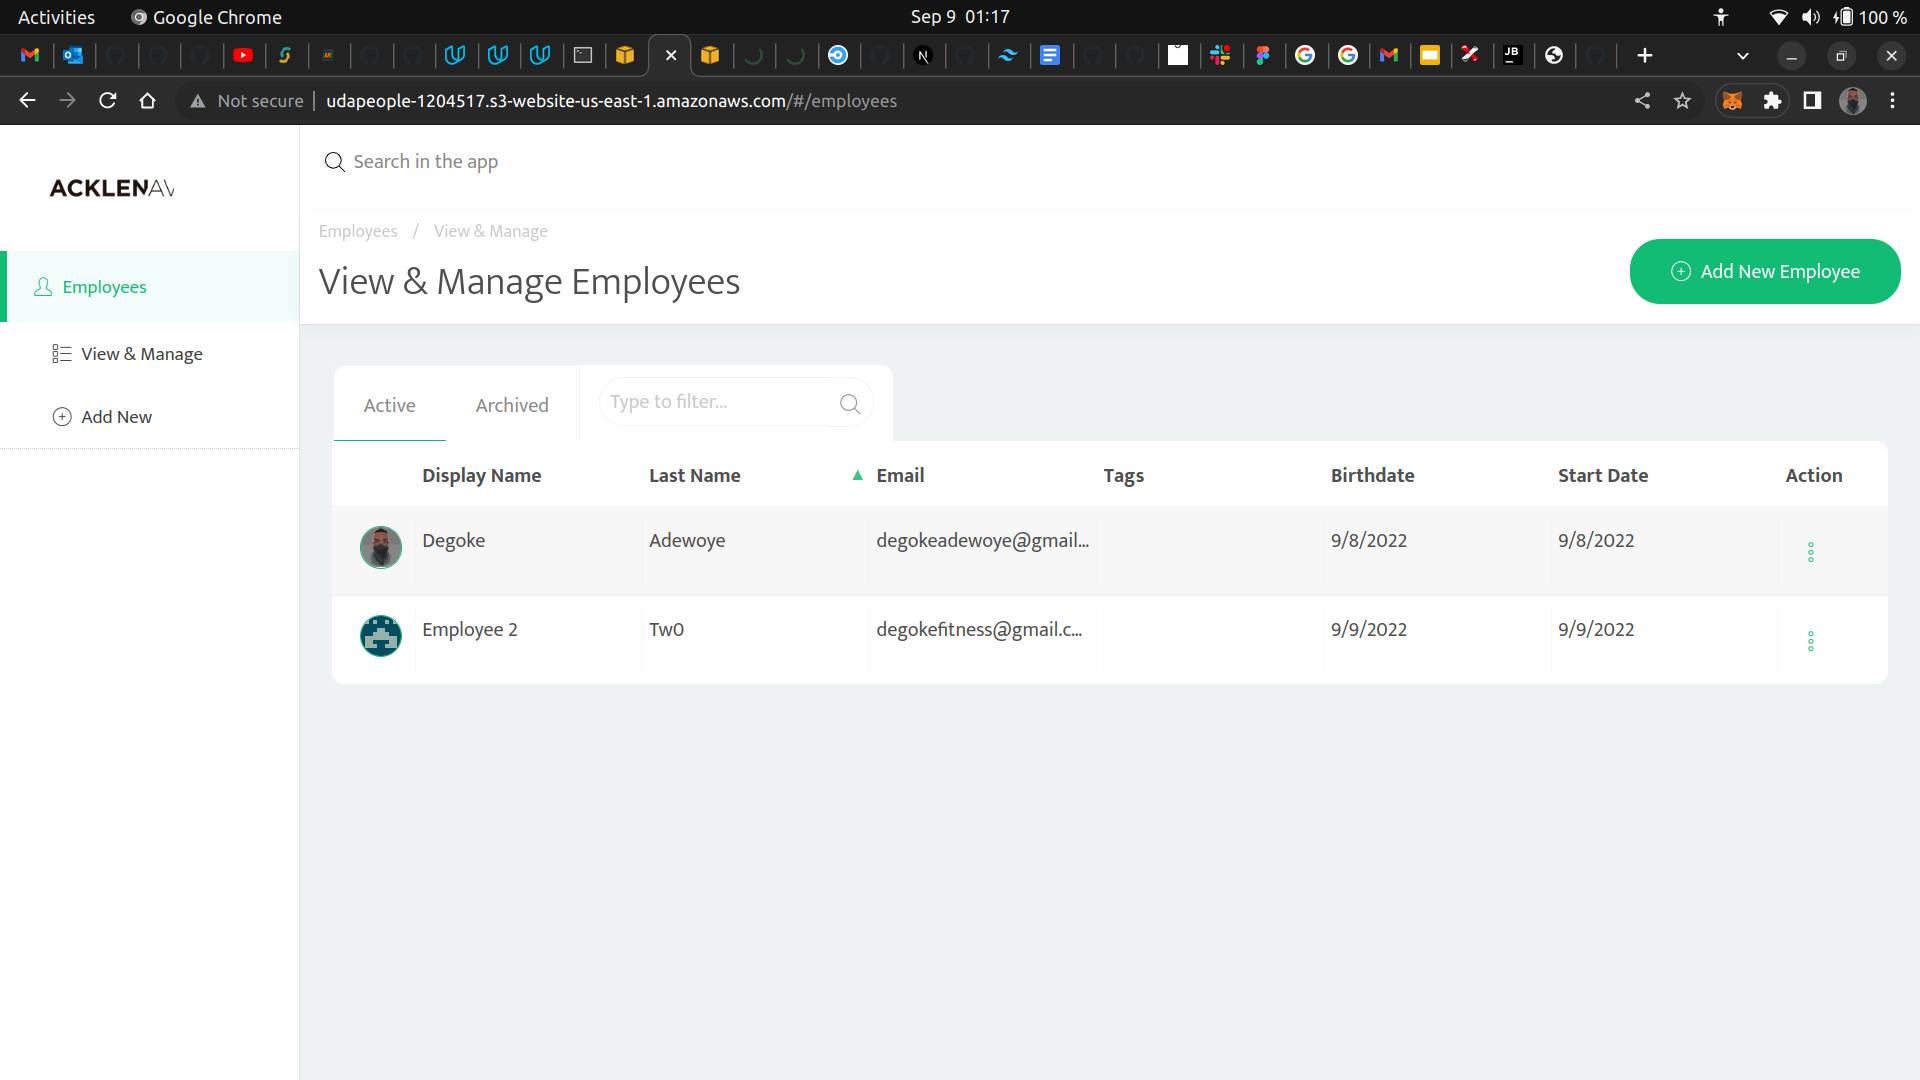 Activities Google Chrome Sep 9 01:17 100 %
Not secure udapeople-1204517.s3-website-us-east-1.amazonaws.com/#/employees
Search in the app
ACKLENAV
Employees / View & Manage
View & Manage Employees
Add New Employee
Employees
View & Manage
Add New
Active Archived Type to filter...
Display Name Last Name Email Tags Birthdate Start Date Action
Degoke Adewoye degokeadewoye@gmail... 9/8/2022 9/8/2022
Employee 2 Tw0 degokefitness@gmail.c... 9/9/2022 9/9/2022